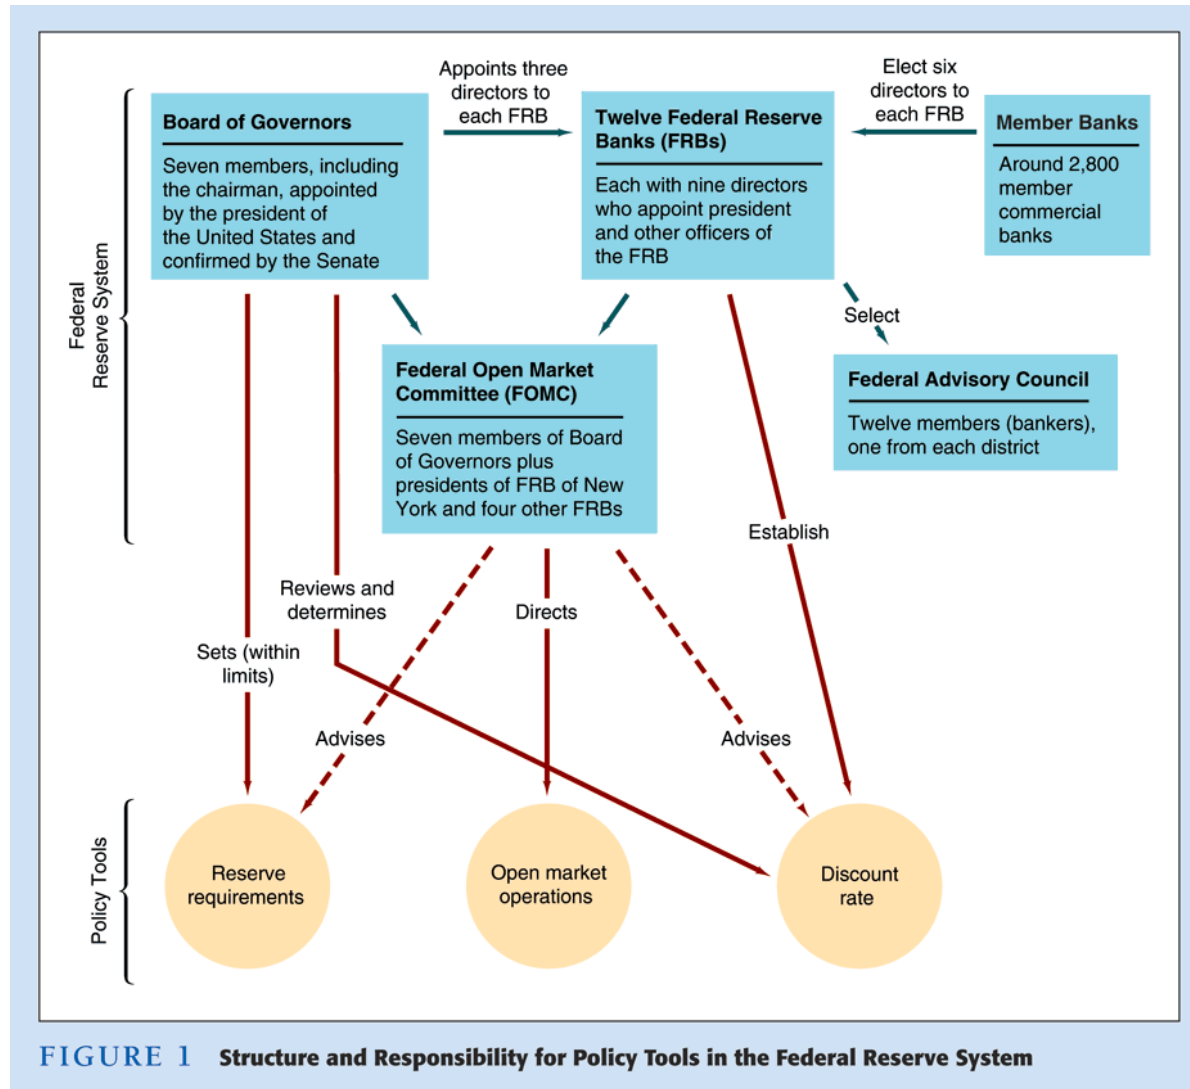 Appoints three
directors to
each FRB
Elect six
directors to
each FRB
Board of Governors
Seven members, including
the chairman, appointed
by the president of
the United States and
confirmed by the Senate
Twelve Federal Reserve
Banks (FRBs)
Each with nine directors
who appoint president
and other officers of
the FRB
Member Banks
Around 2,800
member
commercial
banks
Federal
Reserve System
Select
Federal Open Market
Committee (FOMC)
Seven members of Board
of Governors plus
presidents of FRB of New
York and four other FRBs
Federal Advisory Council
Twelve members (bankers),
one from each district
Establish
Reviews and
determines
Directs
Sets (within
limits)
Advises
Advises
Policy Tools
Reserve
requirements
Open market
operations
Discount
rate
FIGURE 1 Structure and Responsibility for Policy Tools in the Federal Reserve System